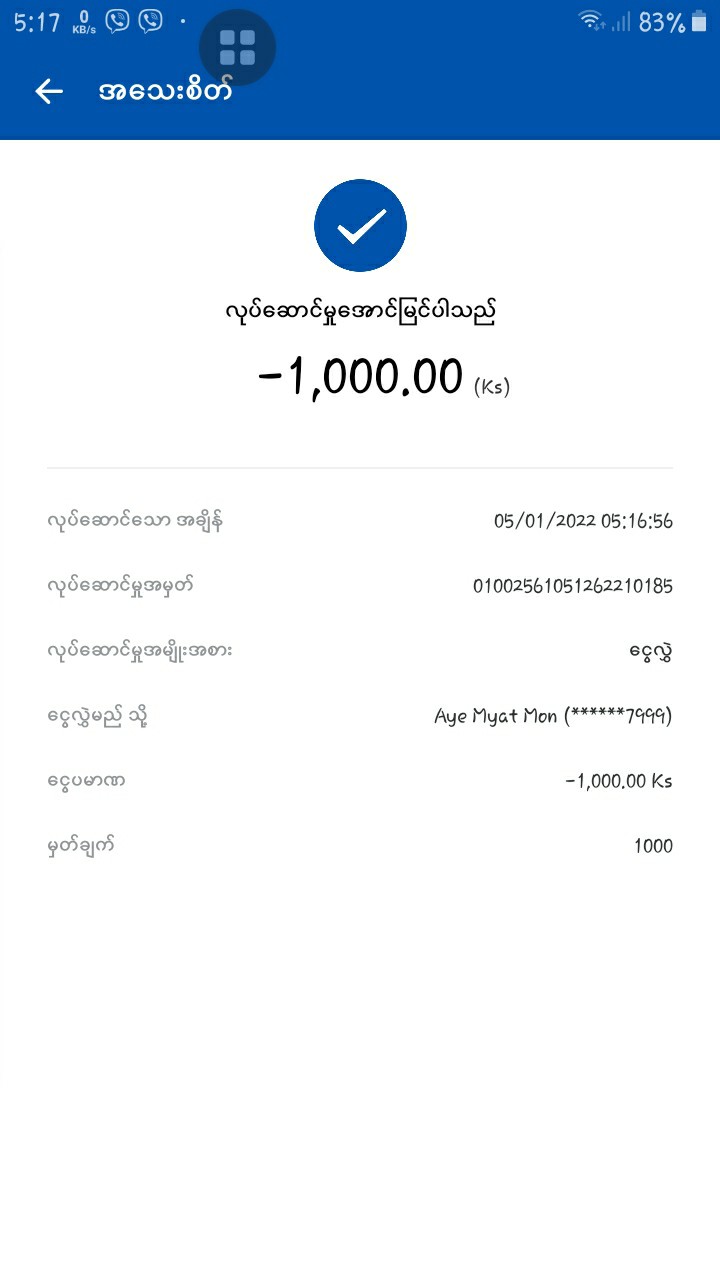 5:17 0 KB/s 83%
အသေးစိတ်
လုပ်ဆောင်မှုအောင်မြင်ပါသည်
-1,000.00 (Ks)
လုပ်ဆောင်သော အချိန် 05/01/2022 05:16:56
လုပ်ဆောင်မှုအမှတ် 01002561051262210185
လုပ်ဆောင်မှုအမျိုးအစား ငွေလွှဲ
ငွေလွှဲမည် သို့ Aye Myat Mon (******7999)
ငွေပမာဏ -1,000.00 Ks
မှတ်ချက် 1000